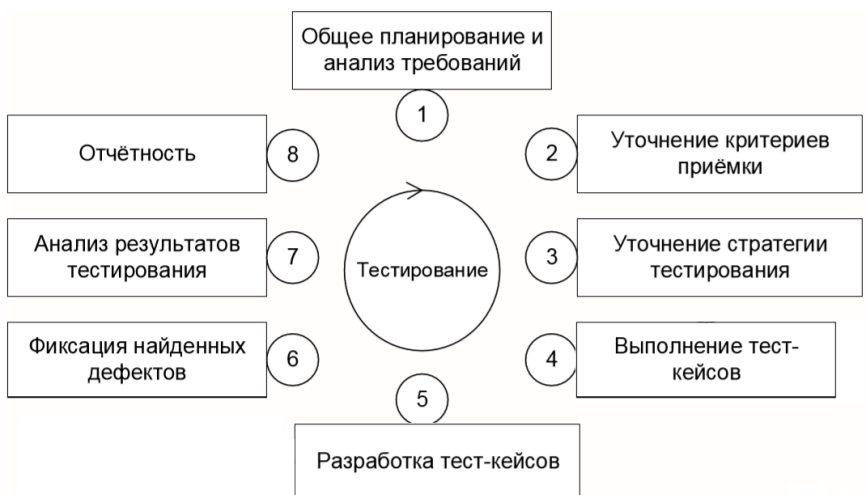 Общее планирование и
анализ требований
1
2
Уточнение критериев
приёмки
3
Уточнение стратегии
тестирования
4
Выполнение тест-
кейсов
5
Разработка тест-кейсов
6
Фиксация найденных
дефектов
7
Анализ результатов
тестирования
8
Отчётность
Тестирование